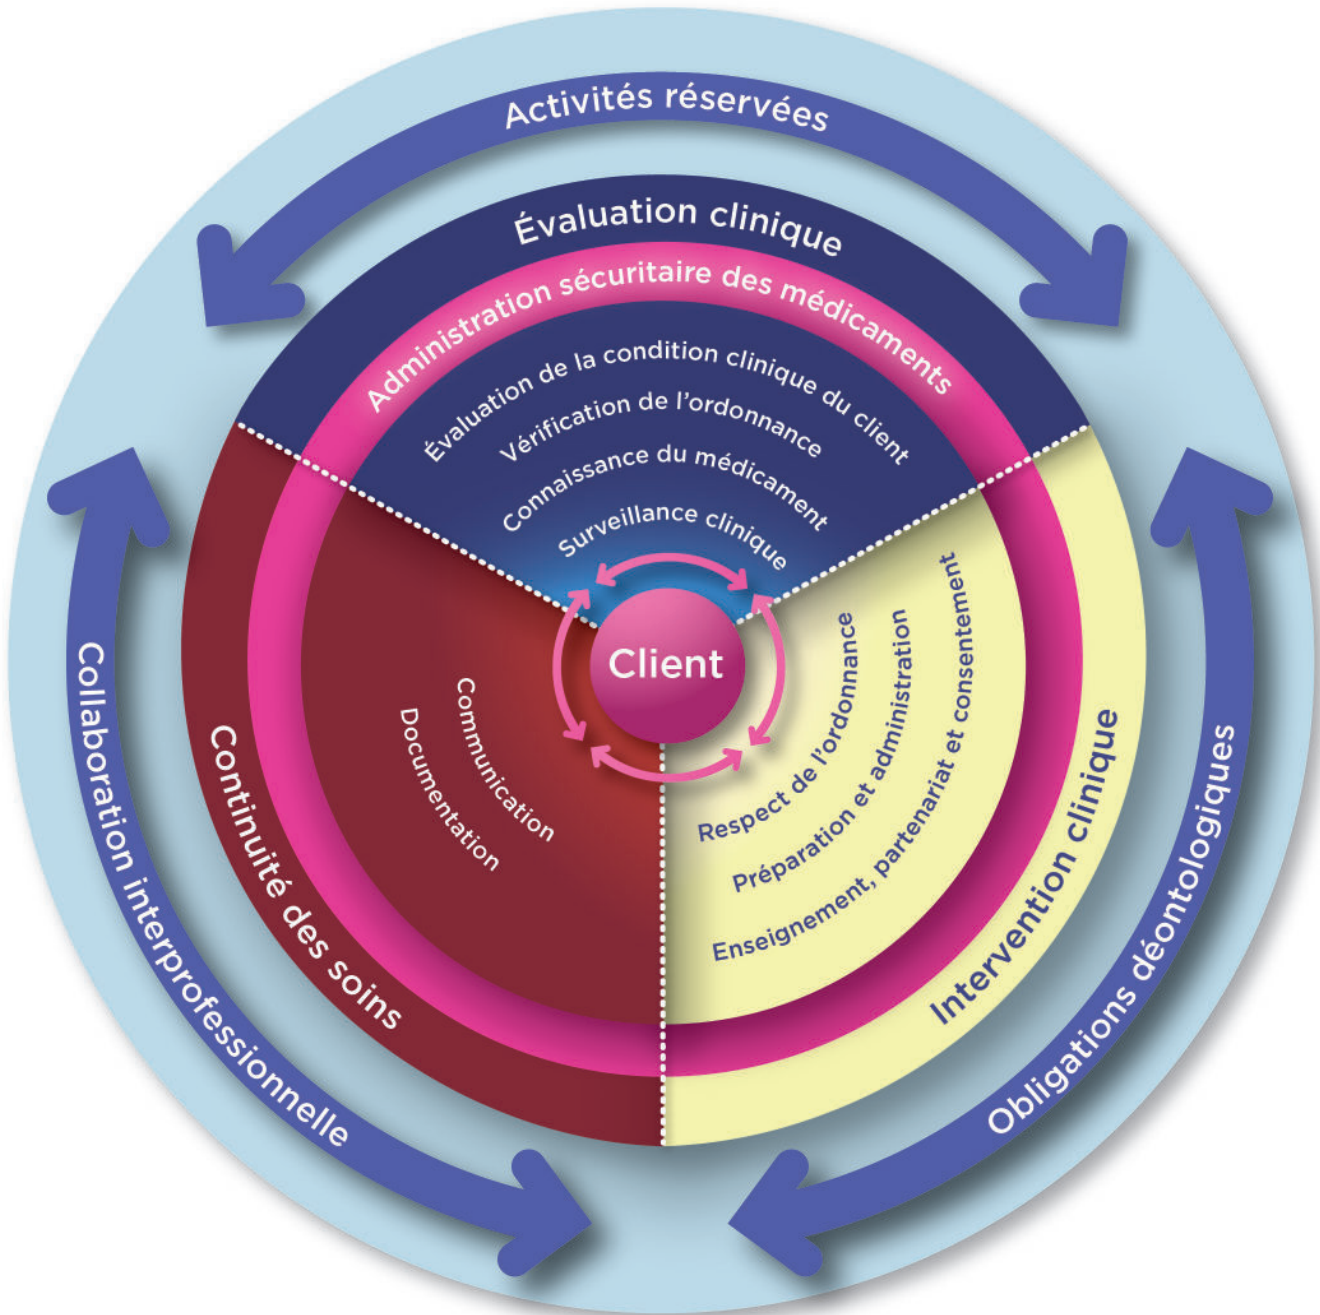 Activités réservées
Évaluation clinique
Administration sécuritaire des médicaments
Évaluation de la condition clinique du client
Vérification de l'ordonnance
Connaissance du médicament
Surveillance clinique
Client
Respect de l'ordonnance
Préparation et administration
Enseignement, partenariat et consentement
Intervention clinique
Obligations déontologiques
Communication
Documentation
Continuité des soins
Collaboration interprofessionnelle